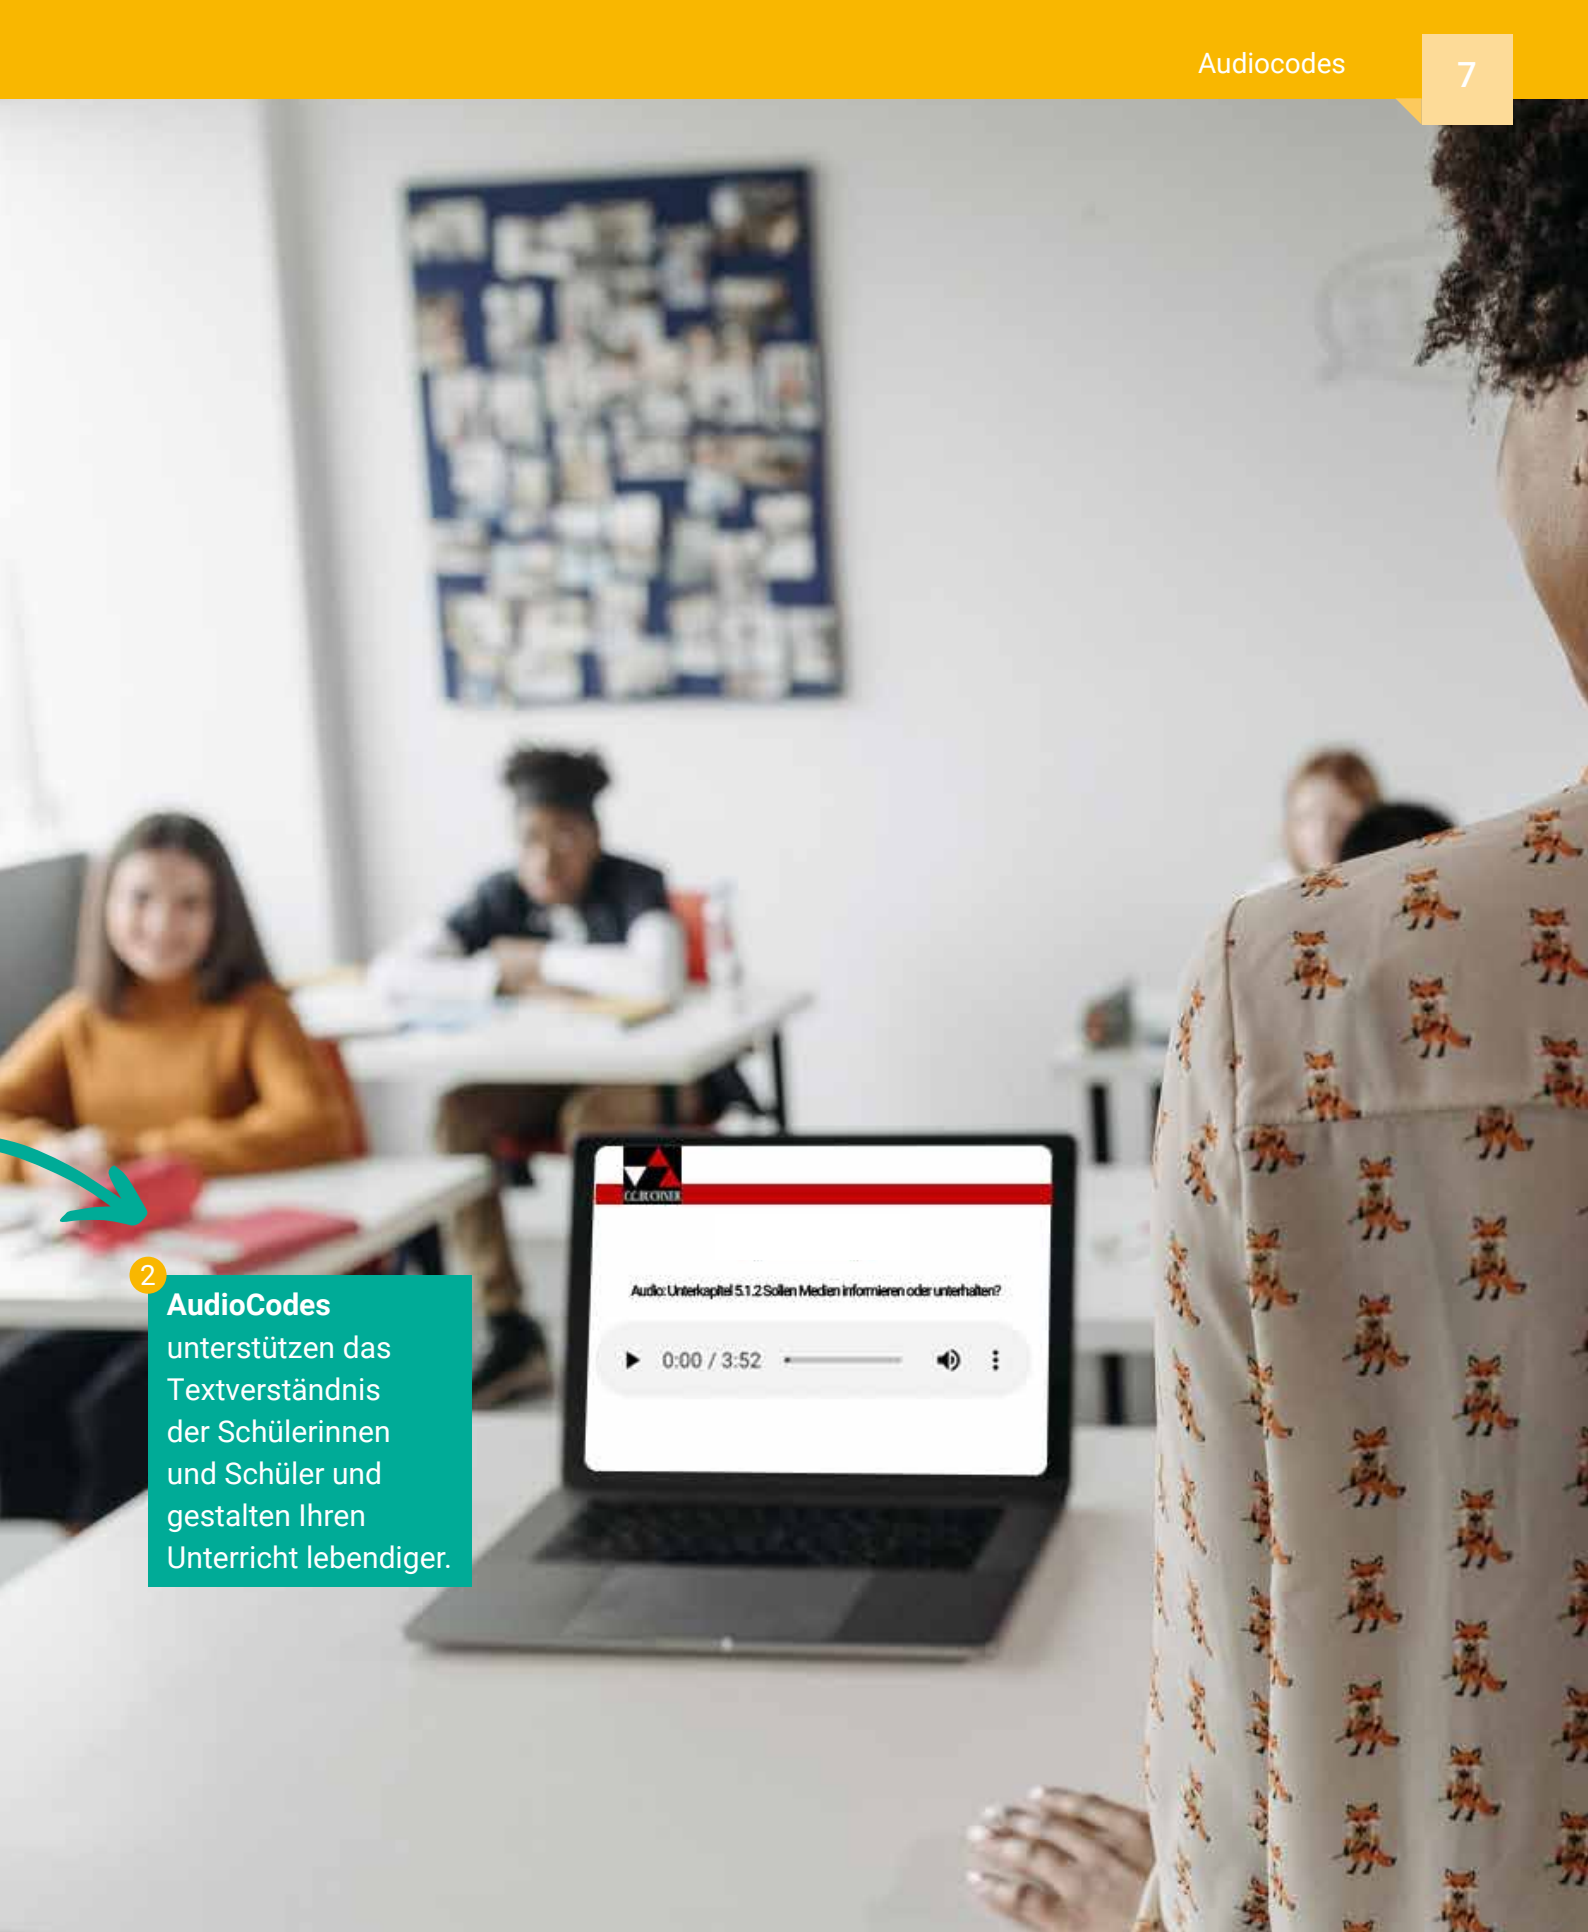 Audiocodes
7
C.C.BUCHNER
Audio: Unterkapitel 5.1.2 Sollen Medien informieren oder unterhalten?
0:00 / 3:52
2
AudioCodes
unterstützen das
Textverständnis
der Schülerinnen
und Schüler und
gestalten Ihren
Unterricht lebendiger.